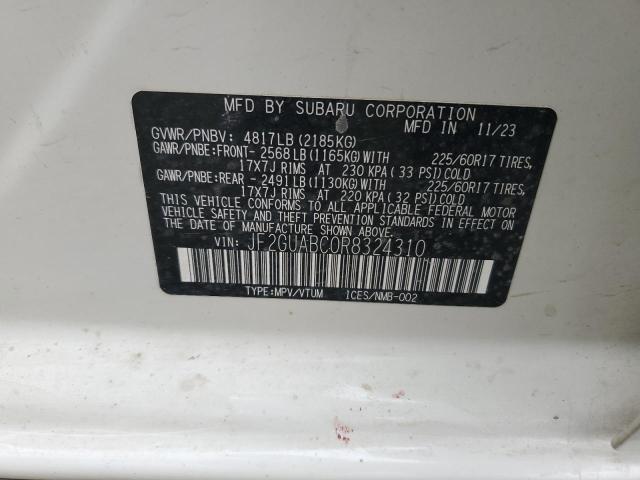 MFD BY SUBARU CORPORATION
MFD IN 11/23
GVWR/PNBV: 4817LB (2185KG)
GAWR/PNBE:FRONT- 2568LB (1165KG) WITH 225/60R17 TIRES,
17X7J RIMS AT 230 KPA (33 PSI) COLD
GAWR/PNBE:REAR -2491LB (1130KG) WITH 225/60R17 TIRES,
17X7J RIMS AT 220 KPA (32 PSI) COLD
THIS VEHICLE CONFORMS TO ALL APPLICABLE FEDERAL MOTOR
VEHICLE SAFETY AND THEFT PREVENTION STANDARDS IN EFFECT
ON THE DATE OF MANUFACTURE SHOWN ABOVE.
VIN: JF2GUABC0R8324310
TYPE:MPV/VTUM ICES/NMB-002